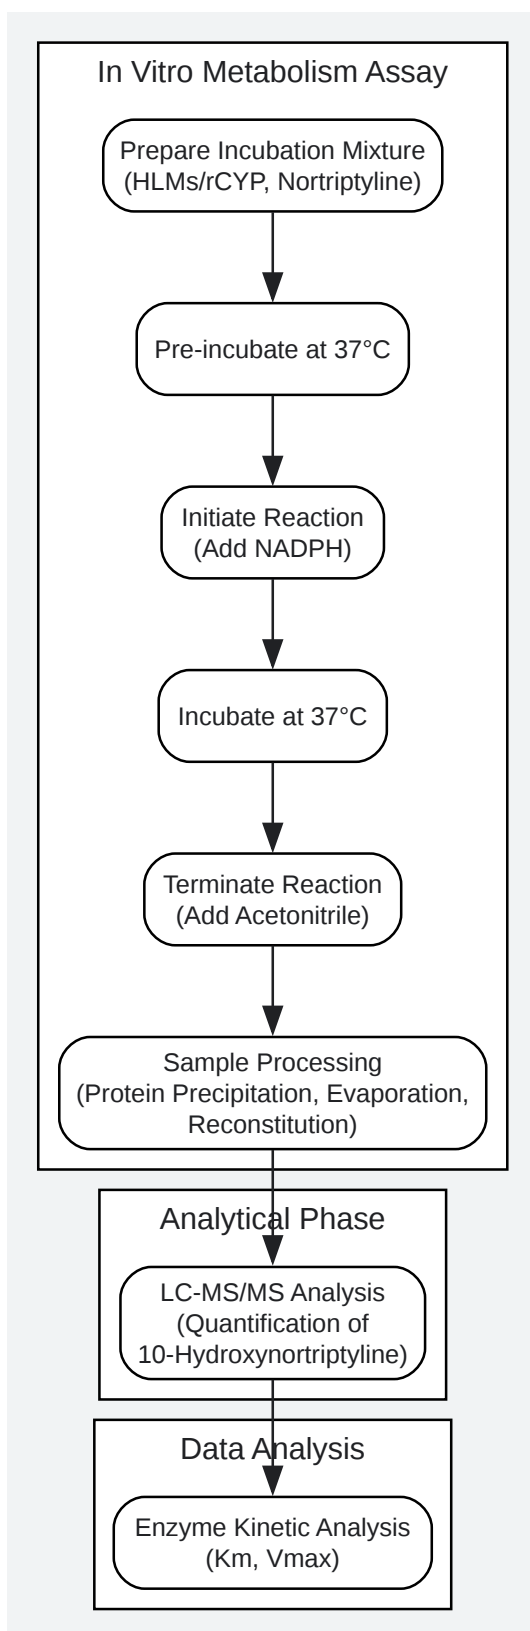 In Vitro Metabolism Assay
Prepare Incubation Mixture
(HLMs/rCYP, Nortriptyline)
Pre-incubate at 37°C
Initiate Reaction
(Add NADPH)
Incubate at 37°C
Terminate Reaction
(Add Acetonitrile)
Sample Processing
(Protein Precipitation, Evaporation,
Reconstitution)
Analytical Phase
LC-MS/MS Analysis
(Quantification of
10-Hydroxynortriptyline)
Data Analysis
Enzyme Kinetic Analysis
(Km, Vmax)